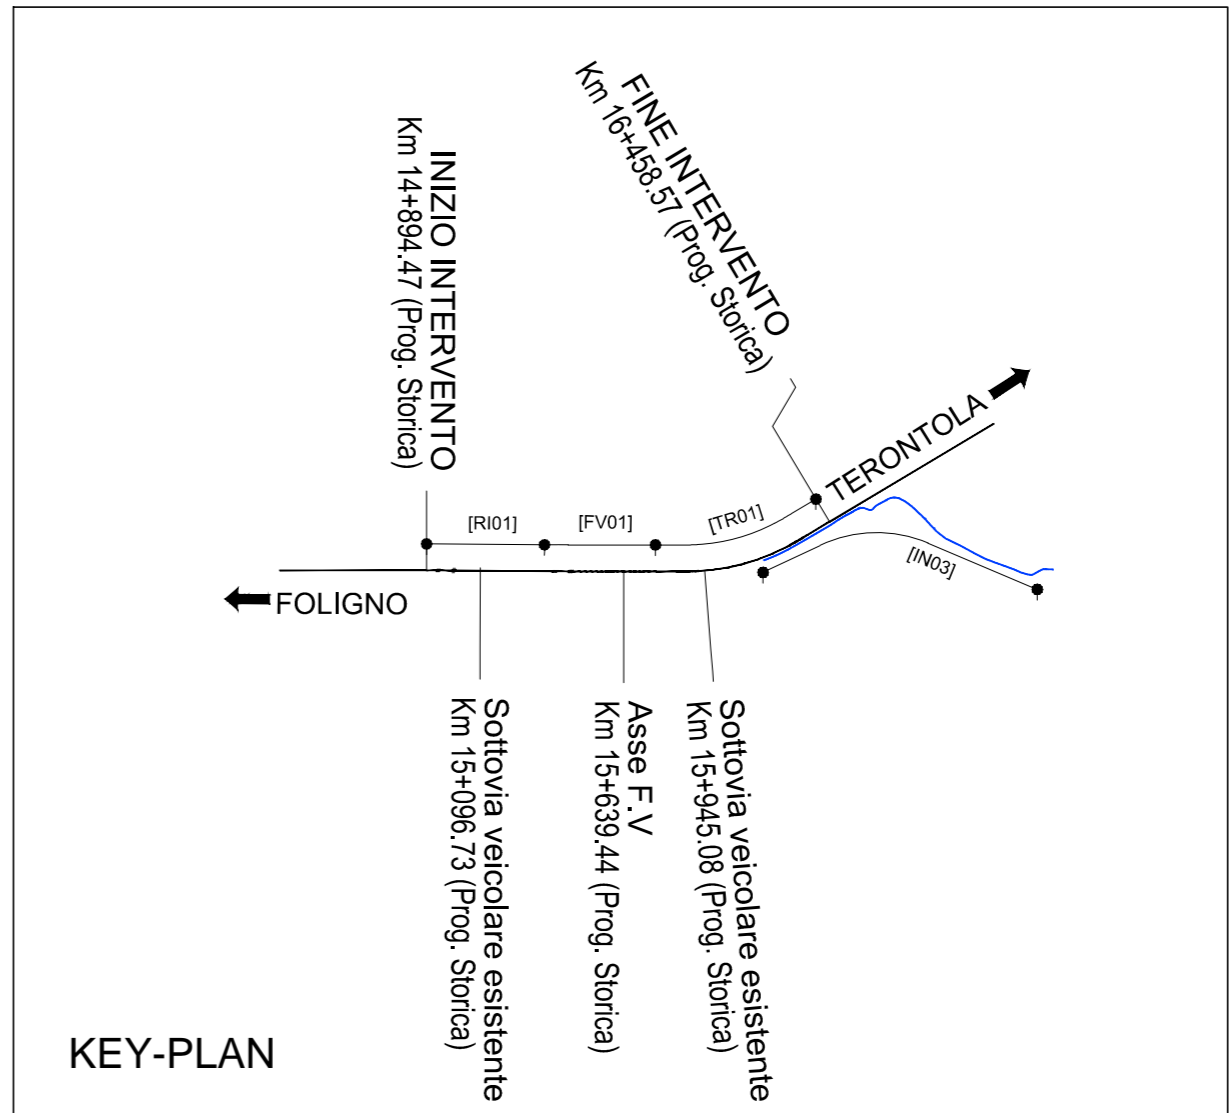 INIZIO INTERVENTO
Km 14+894.47 (Prog. Storica)
FINE INTERVENTO
Km 16+458.57 (Prog. Storica)
TERONTOLA
[RI01]
[FV01]
[TR01]
[IN03]
FOLIGNO
Sottovia veicolare esistente
Km 15+096.73 (Prog. Storica)
Asse F.V
Km 15+639.44 (Prog. Storica)
Sottovia veicolare esistente
Km 15+945.08 (Prog. Storica)
KEY-PLAN